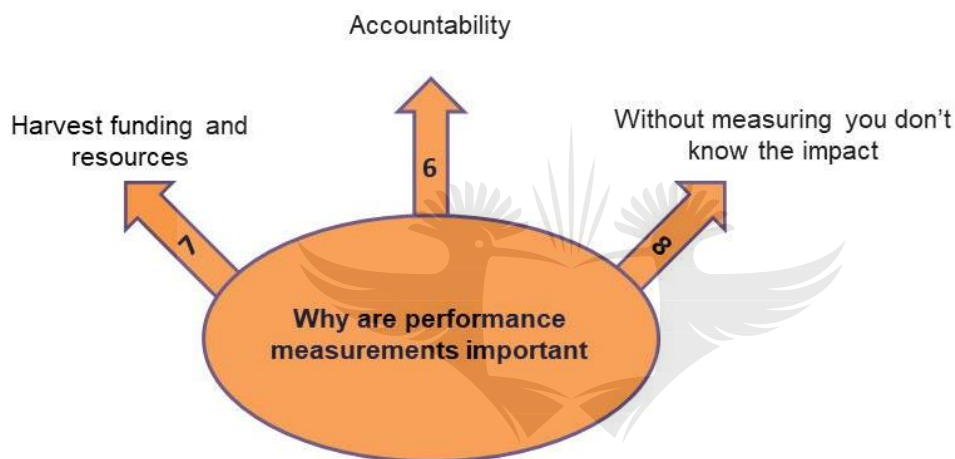 Accountability
Harvest funding and
resources
Without measuring you don't
know the impact
7
6
8
Why are performance
measurements important